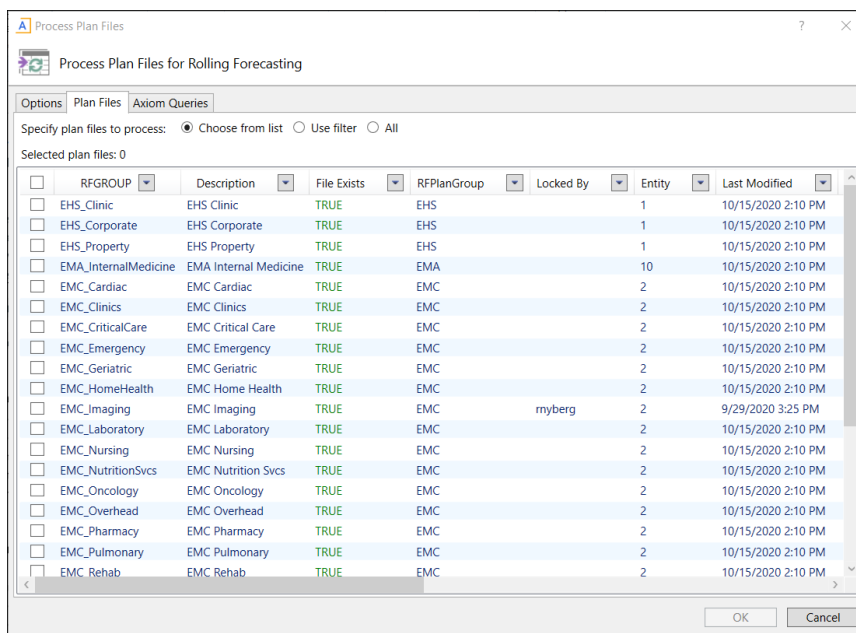 A Process Plan Files ?
Process Plan Files for Rolling Forecasting
Options Plan Files Axiom Queries
Specify plan files to process: Choose from list Use filter All
Selected plan files: 0
RFGROUP Description File Exists RFPlanGroup Locked By Entity Last Modified
EHS_Clinic EHS Clinic TRUE EHS 1 10/15/2020 2:10 PM
EHS_Corporate EHS Corporate TRUE EHS 1 10/15/2020 2:10 PM
EHS_Property EHS Property TRUE EHS 1 10/15/2020 2:10 PM
EMA_InternalMedicine EMA Internal Medicine TRUE EMA 10 10/15/2020 2:10 PM
EMC_Cardiac EMC Cardiac TRUE EMC 2 10/15/2020 2:10 PM
EMC_Clinics EMC Clinics TRUE EMC 2 10/15/2020 2:10 PM
EMC_CriticalCare EMC Critical Care TRUE EMC 2 10/15/2020 2:10 PM
EMC_Emergency EMC Emergency TRUE EMC 2 10/15/2020 2:10 PM
EMC_Geriatric EMC Geriatric TRUE EMC 2 10/15/2020 2:10 PM
EMC_HomeHealth EMC Home Health TRUE EMC 2 10/15/2020 2:10 PM
EMC_Imaging EMC Imaging TRUE EMC rnyberg 2 9/29/2020 3:25 PM
EMC_Laboratory EMC Laboratory TRUE EMC 2 10/15/2020 2:10 PM
EMC_Nursing EMC Nursing TRUE EMC 2 10/15/2020 2:10 PM
EMC_NutritionSvcs EMC Nutrition Svcs TRUE EMC 2 10/15/2020 2:10 PM
EMC_Oncology EMC Oncology TRUE EMC 2 10/15/2020 2:10 PM
EMC_Overhead EMC Overhead TRUE EMC 2 10/15/2020 2:10 PM
EMC_Pharmacy EMC Pharmacy TRUE EMC 2 10/15/2020 2:10 PM
EMC_Pulmonary EMC Pulmonary TRUE EMC 2 10/15/2020 2:10 PM
EMC_Rehab EMC Rehab TRUE EMC 2 10/15/2020 2:10 PM
OK Cancel